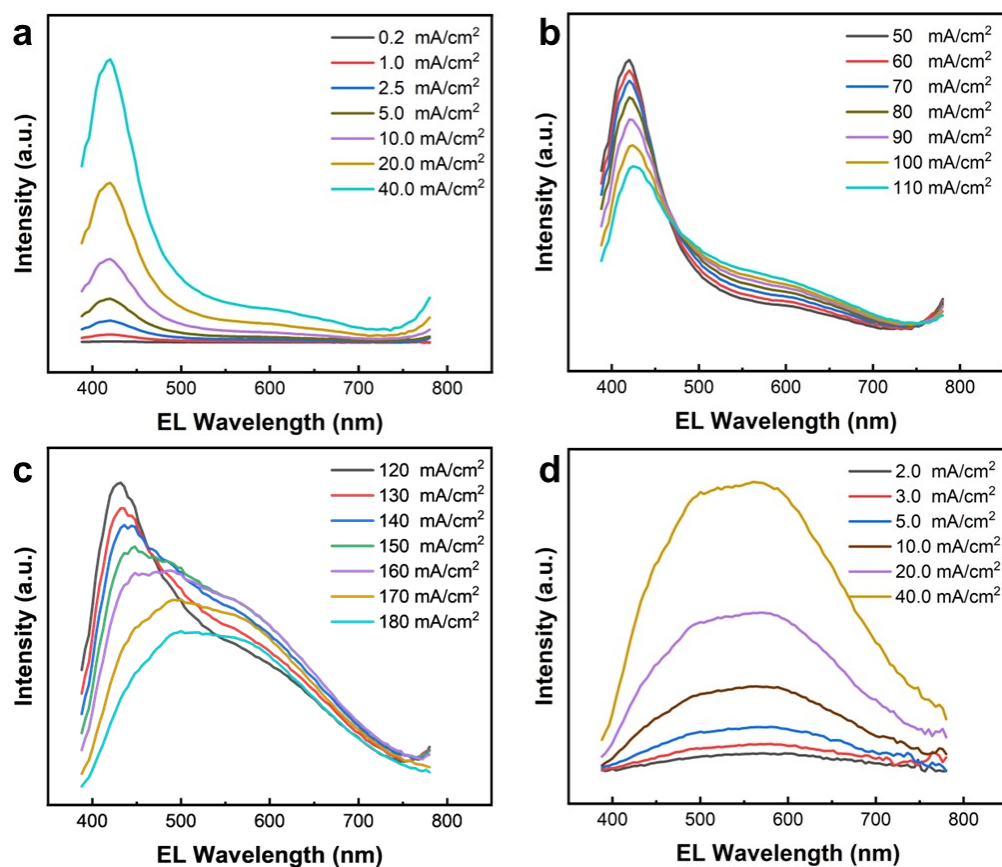 a
0.2 mA/cm²
1.0 mA/cm²
2.5 mA/cm²
5.0 mA/cm²
10.0 mA/cm²
20.0 mA/cm²
40.0 mA/cm²
Intensity (a.u.)
400 500 600 700 800
EL Wavelength (nm)
b
50 mA/cm²
60 mA/cm²
70 mA/cm²
80 mA/cm²
90 mA/cm²
100 mA/cm²
110 mA/cm²
Intensity (a.u.)
400 500 600 700 800
EL Wavelength (nm)
c
120 mA/cm²
130 mA/cm²
140 mA/cm²
150 mA/cm²
160 mA/cm²
170 mA/cm²
180 mA/cm²
Intensity (a.u.)
400 500 600 700 800
EL Wavelength (nm)
d
2.0 mA/cm²
3.0 mA/cm²
5.0 mA/cm²
10.0 mA/cm²
20.0 mA/cm²
40.0 mA/cm²
Intensity (a.u.)
400 500 600 700 800
EL Wavelength (nm)